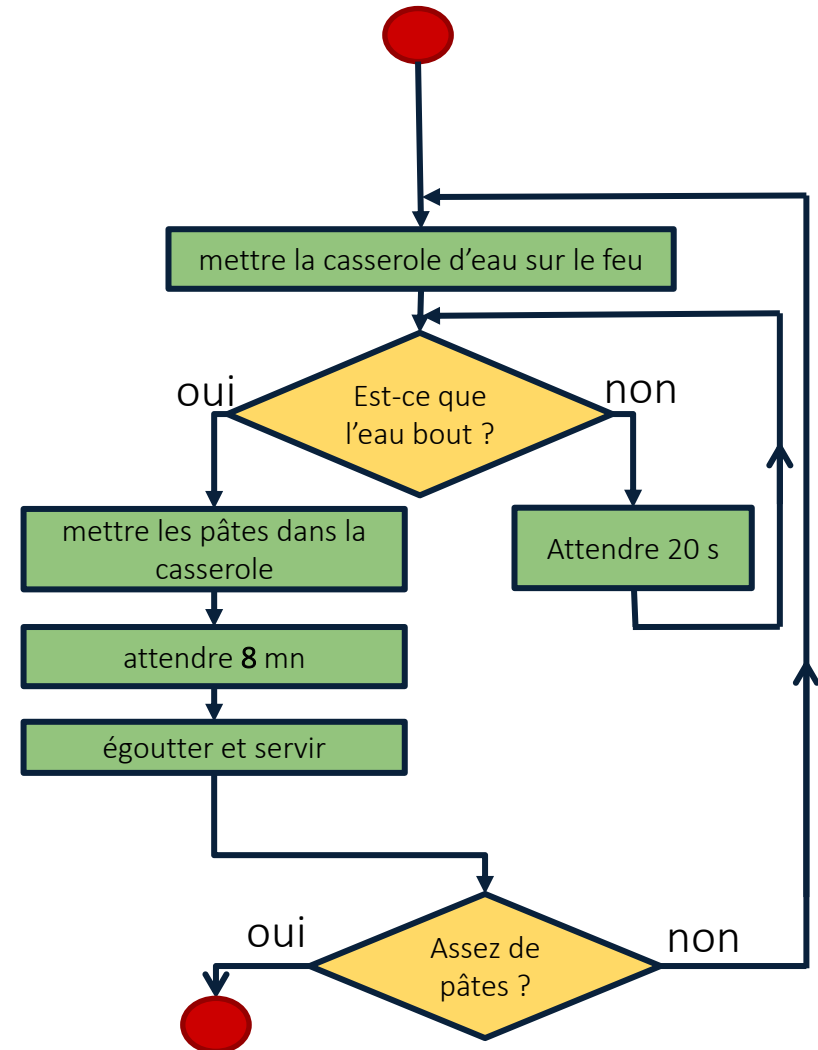 mettre la casserole d’eau sur le feu
oui
non
Est-ce que
l’eau bout ?
mettre les pâtes dans la
casserole
Attendre 20 s
attendre 8 mn
égoutter et servir
oui
non
Assez de
pâtes ?